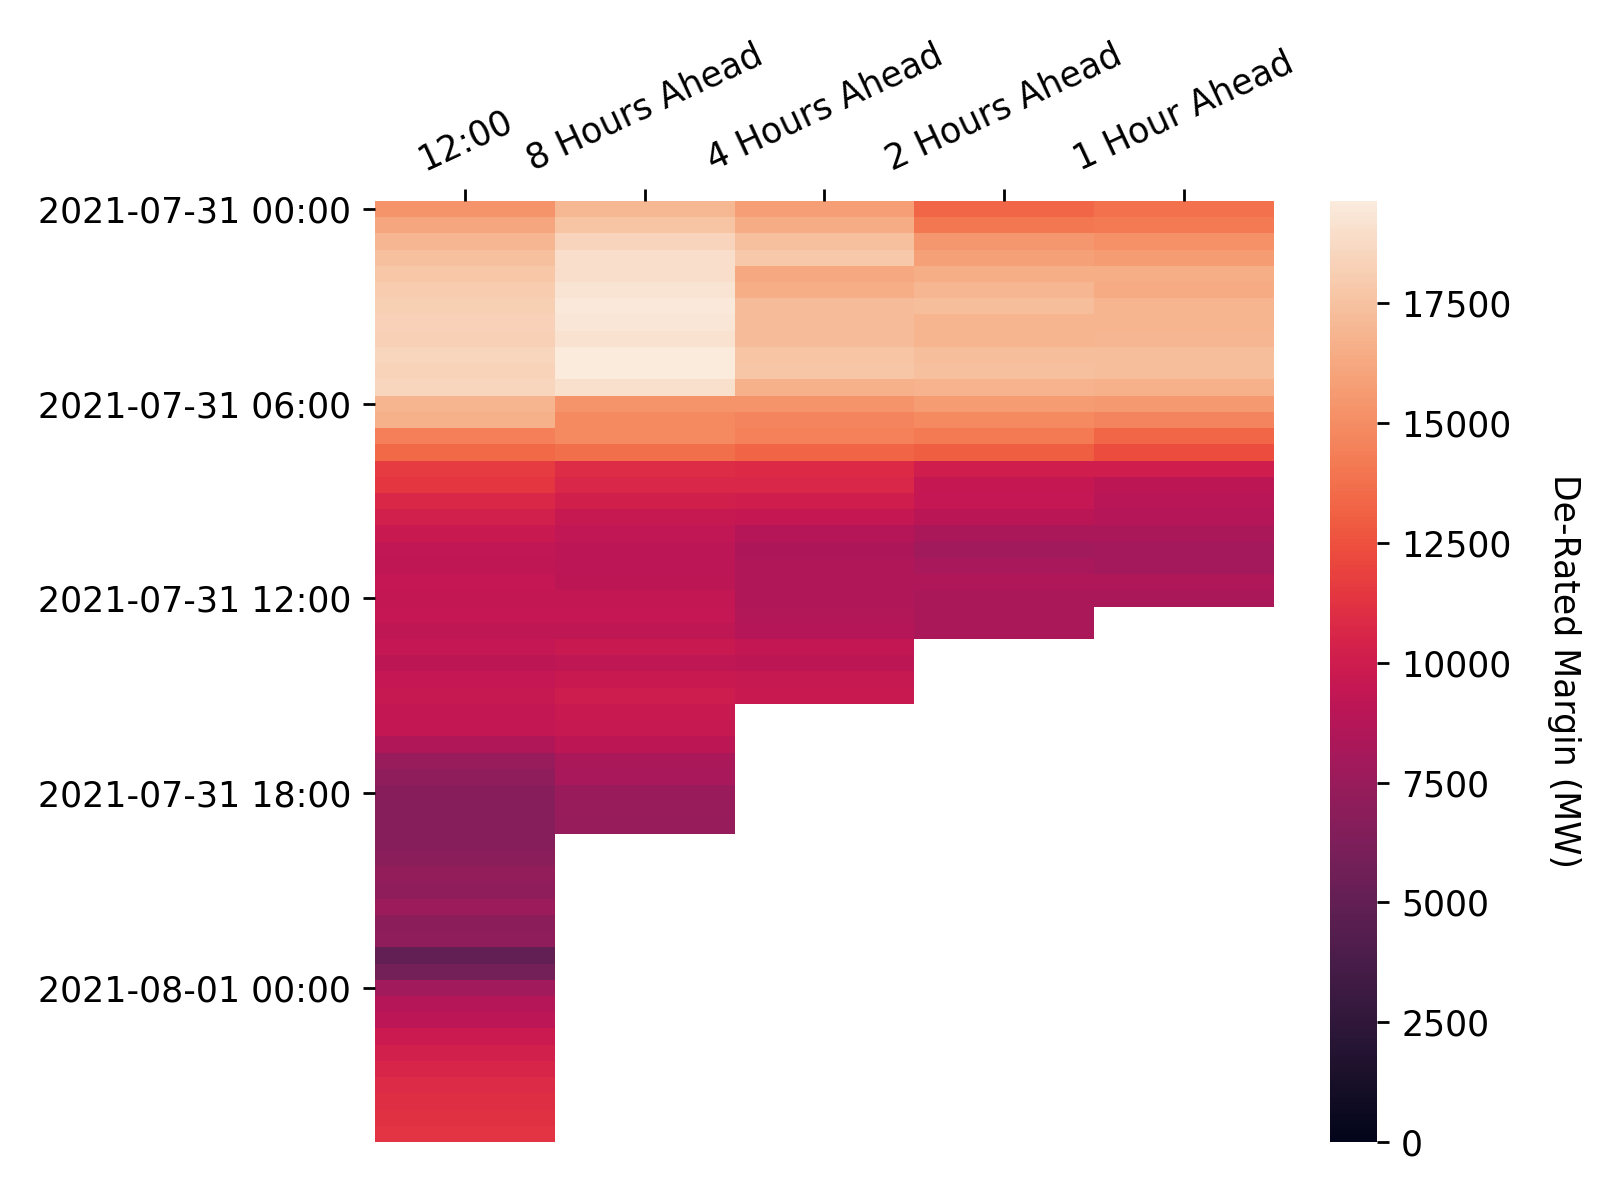 12:00
8 Hours Ahead
4 Hours Ahead
2 Hours Ahead
1 Hour Ahead
2021-07-31 00:00
2021-07-31 06:00
2021-07-31 12:00
2021-07-31 18:00
2021-08-01 00:00
17500
15000
12500
10000
7500
5000
2500
0
De-Rated Margin (MW)